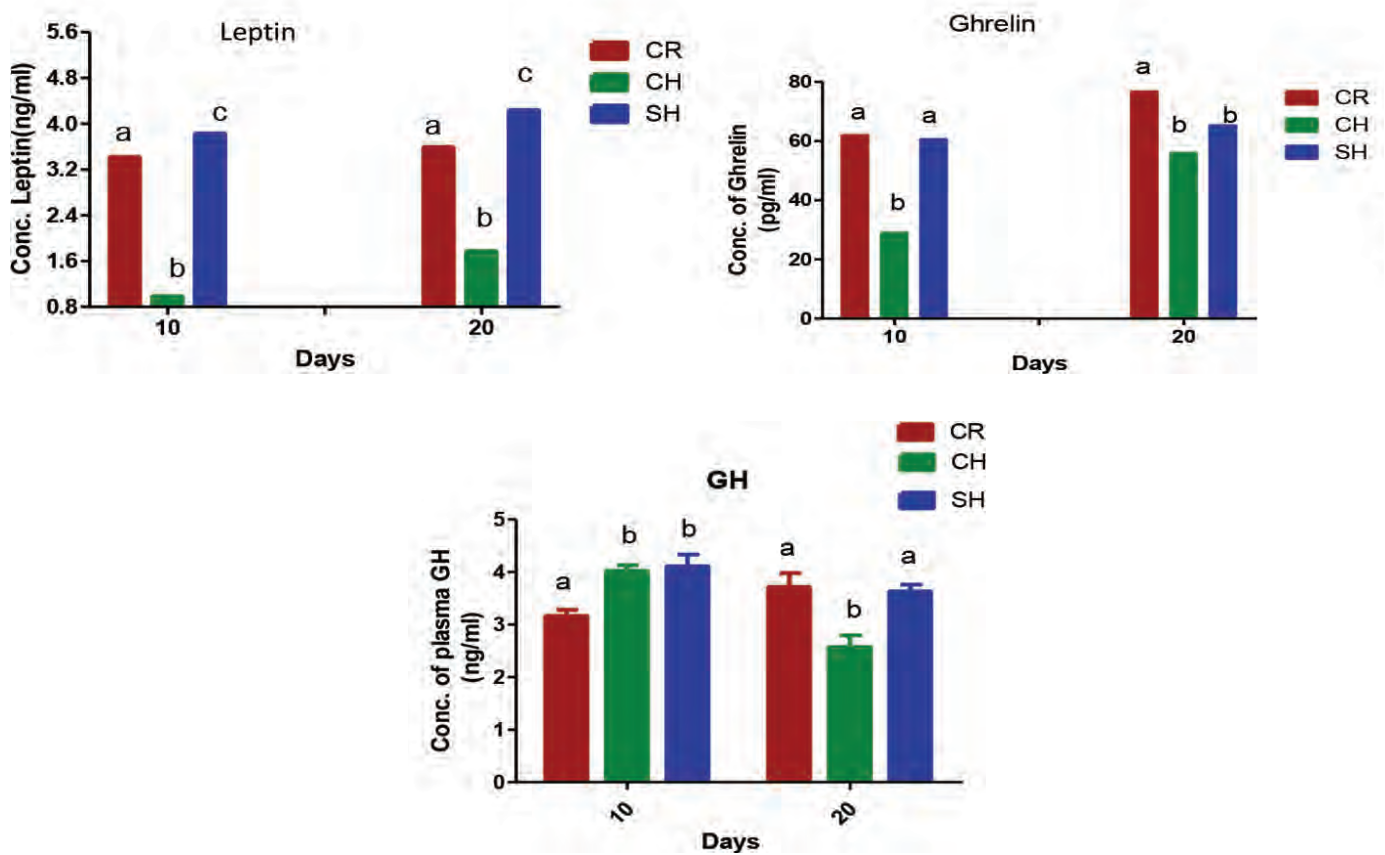 Leptin
Conc. Leptin(ng/ml)
5.6
4.8
4.0
3.2
2.4
1.6
0.8
a
b
c
a
b
c
10
20
Days
CR
CH
SH
Ghrelin
Conc. of Ghrelin
(pg/ml)
80
60
40
20
0
a
b
a
a
b
b
10
20
Days
CR
CH
SH
GH
Conc. of plasma GH
(ng/ml)
5
4
3
2
1
0
a
b
b
a
b
a
10
20
Days
CR
CH
SH